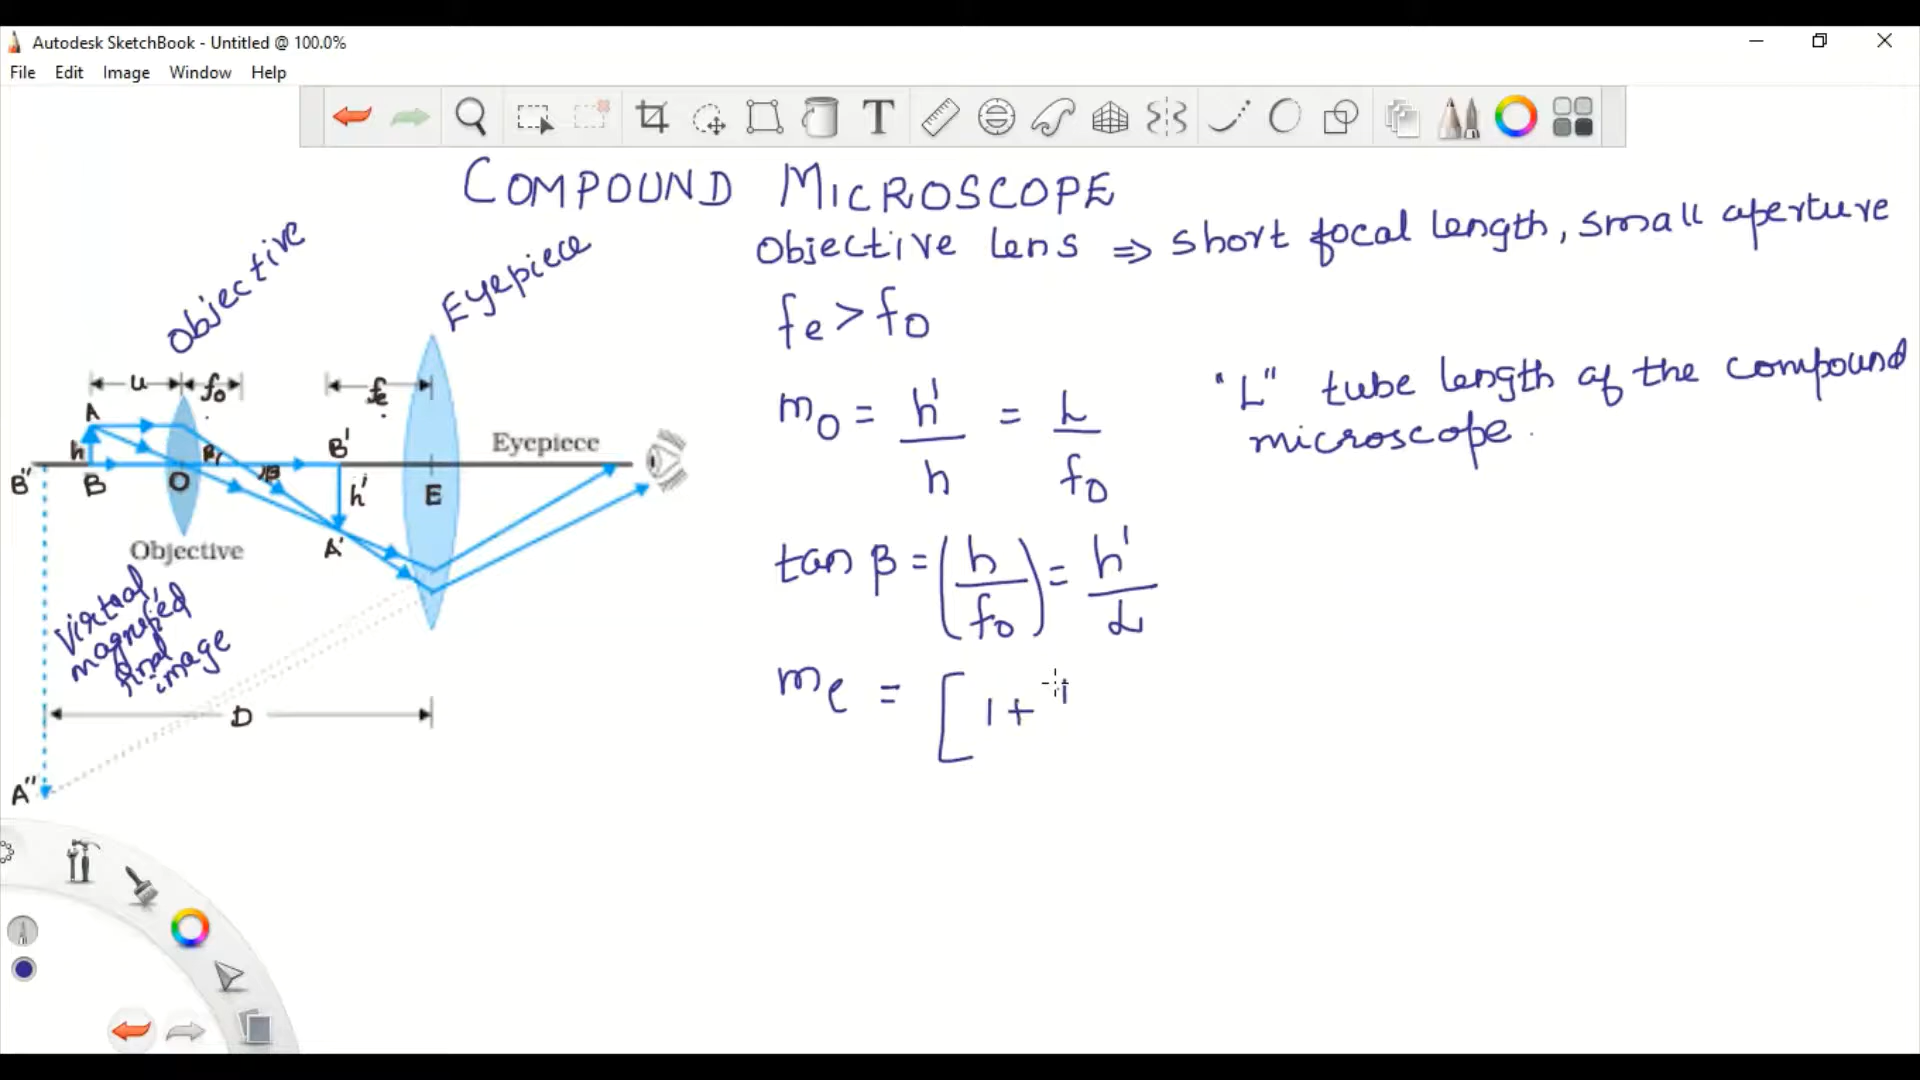 Autodesk SketchBook - Untitled @ 100.0%
File Edit Image Window Help
COMPOUND MICROSCOPE
Objective
Eyepiece
Objective lens ⇒ short focal length, small aperture
fe > fo
mo = h'/h = L/fo
"L" tube length of the compound
microscope.
tan β = (h/fo) = h'/L
me = [1+
u fo fe
A
h
B'' B O β β B' E
h'
A'
Eyepiece
Objective
Virtual,
magnified
final
image
D
A''